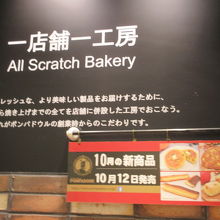 一店舗一工房
All Scratch Bakery
レッシュな、より美味しい製品をお届けするために、
ら焼き上げまでの全てを店舗に併設した工房でおこなう。
れがポンパドウルの創業時からのこだわりです。
10月の新商品
10月12日発売